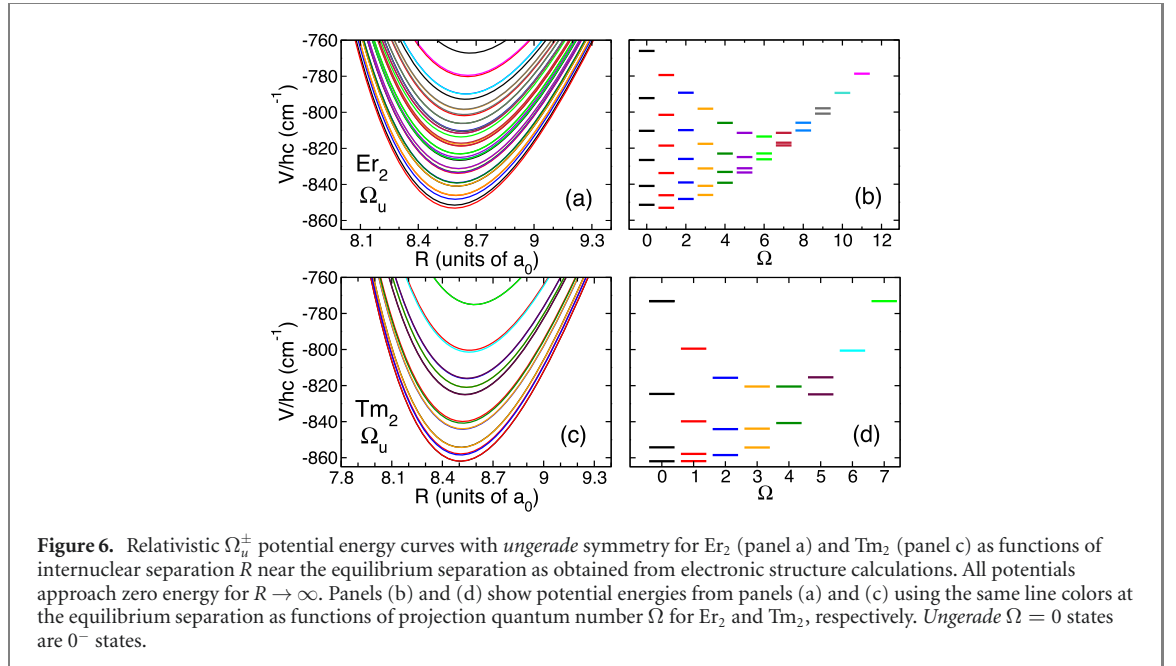 -760
-780
-800
-820
-840
-860
V/hc (cm⁻¹)
Er₂
Ωᵤ
(a)
8.1 8.4 8.7 9 9.3
R (units of a₀)
(b)
0 2 4 6 8 10 12
Ω
-760
-780
-800
-820
-840
-860
V/hc (cm⁻¹)
Tm₂
Ωᵤ
(c)
7.8 8.1 8.4 8.7 9 9.3
R (units of a₀)
(d)
0 1 2 3 4 5 6 7
Ω
Figure 6. Relativistic Ωᵤ± potential energy curves with ungerade symmetry for Er₂ (panel a) and Tm₂ (panel c) as functions of
internuclear separation R near the equilibrium separation as obtained from electronic structure calculations. All potentials
approach zero energy for R → ∞. Panels (b) and (d) show potential energies from panels (a) and (c) using the same line colors at
the equilibrium separation as functions of projection quantum number Ω for Er₂ and Tm₂, respectively. Ungerade Ω = 0 states
are 0⁻ states.